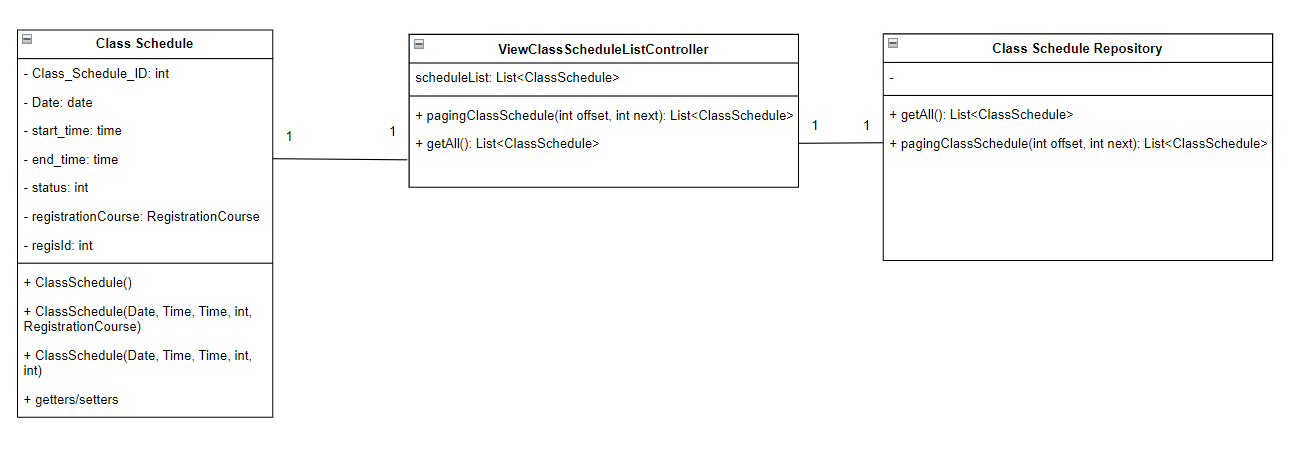 Class Schedule
- Class_Schedule_ID: int
- Date: date
- start_time: time
- end_time: time
- status: int
- registrationCourse: RegistrationCourse
- regisId: int
+ ClassSchedule()
+ ClassSchedule(Date, Time, Time, int,
RegistrationCourse)
+ ClassSchedule(Date, Time, Time, int,
int)
+ getters/setters
1
1
ViewClassScheduleListController
scheduleList: List<ClassSchedule>
+ pagingClassSchedule(int offset, int next): List<ClassSchedule>
+ getAll(): List<ClassSchedule>
1
1
Class Schedule Repository
-
+ getAll(): List<ClassSchedule>
+ pagingClassSchedule(int offset, int next): List<ClassSchedule>